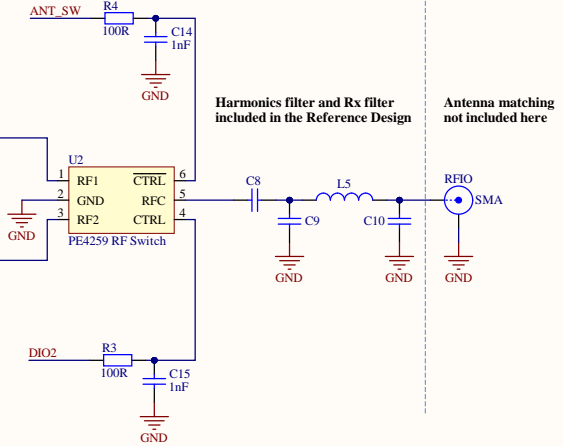 ANT_SW
R4
100R
C14
1nF
GND
Harmonics filter and Rx filter
included in the Reference Design
Antenna matching
not included here
U2
1 RF1 CTRL 6
2 GND RFC 5
3 RF2 CTRL 4
PE4259 RF Switch
GND
C8
L5
C9
C10
GND
GND
RFIO
SMA
GND
DIO2
R3
100R
C15
1nF
GND